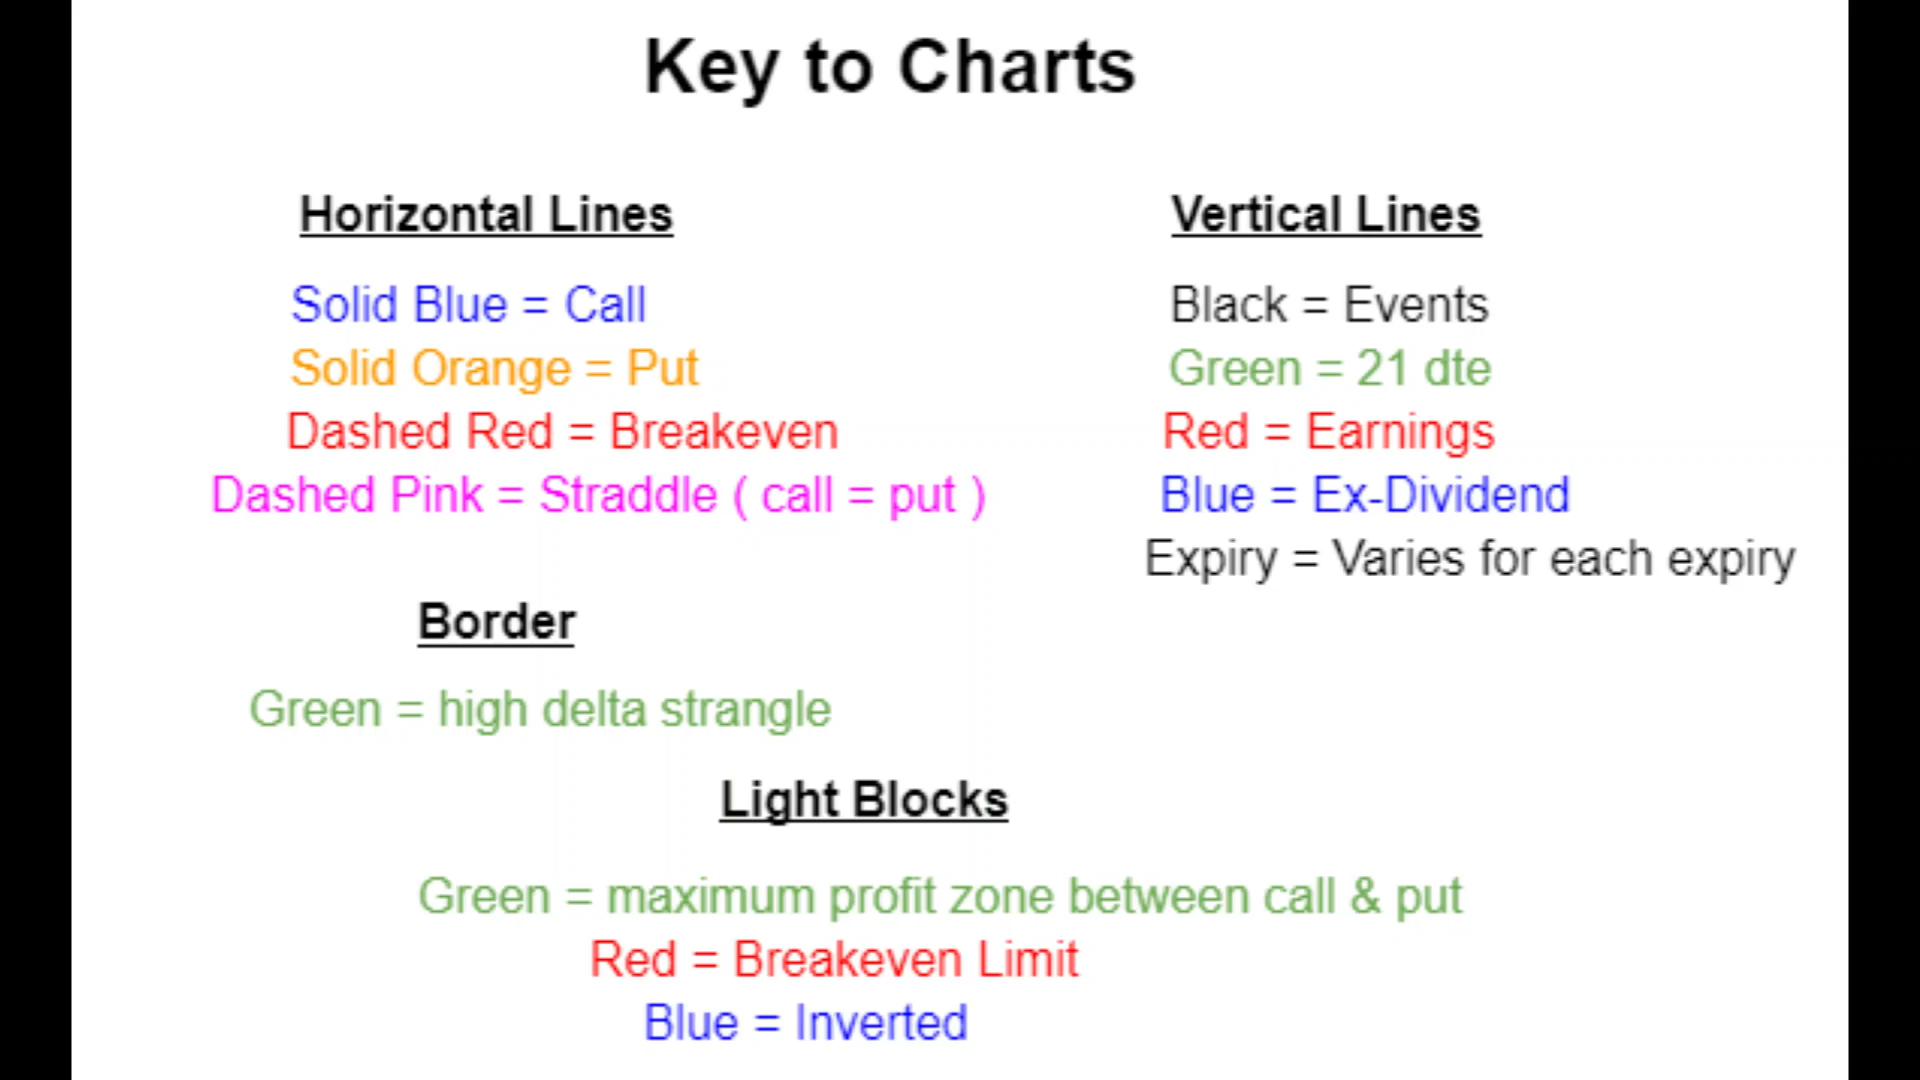 Key to Charts
Horizontal Lines
Solid Blue = Call
Solid Orange = Put
Dashed Red = Breakeven
Dashed Pink = Straddle ( call = put )
Vertical Lines
Black = Events
Green = 21 dte
Red = Earnings
Blue = Ex-Dividend
Expiry = Varies for each expiry
Border
Green = high delta strangle
Light Blocks
Green = maximum profit zone between call & put
Red = Breakeven Limit
Blue = Inverted